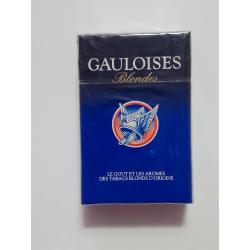 GAULOISES
Blondes
LE GOUT ET LES AROMES
DES TABACS BLONDS D'ORIGINE